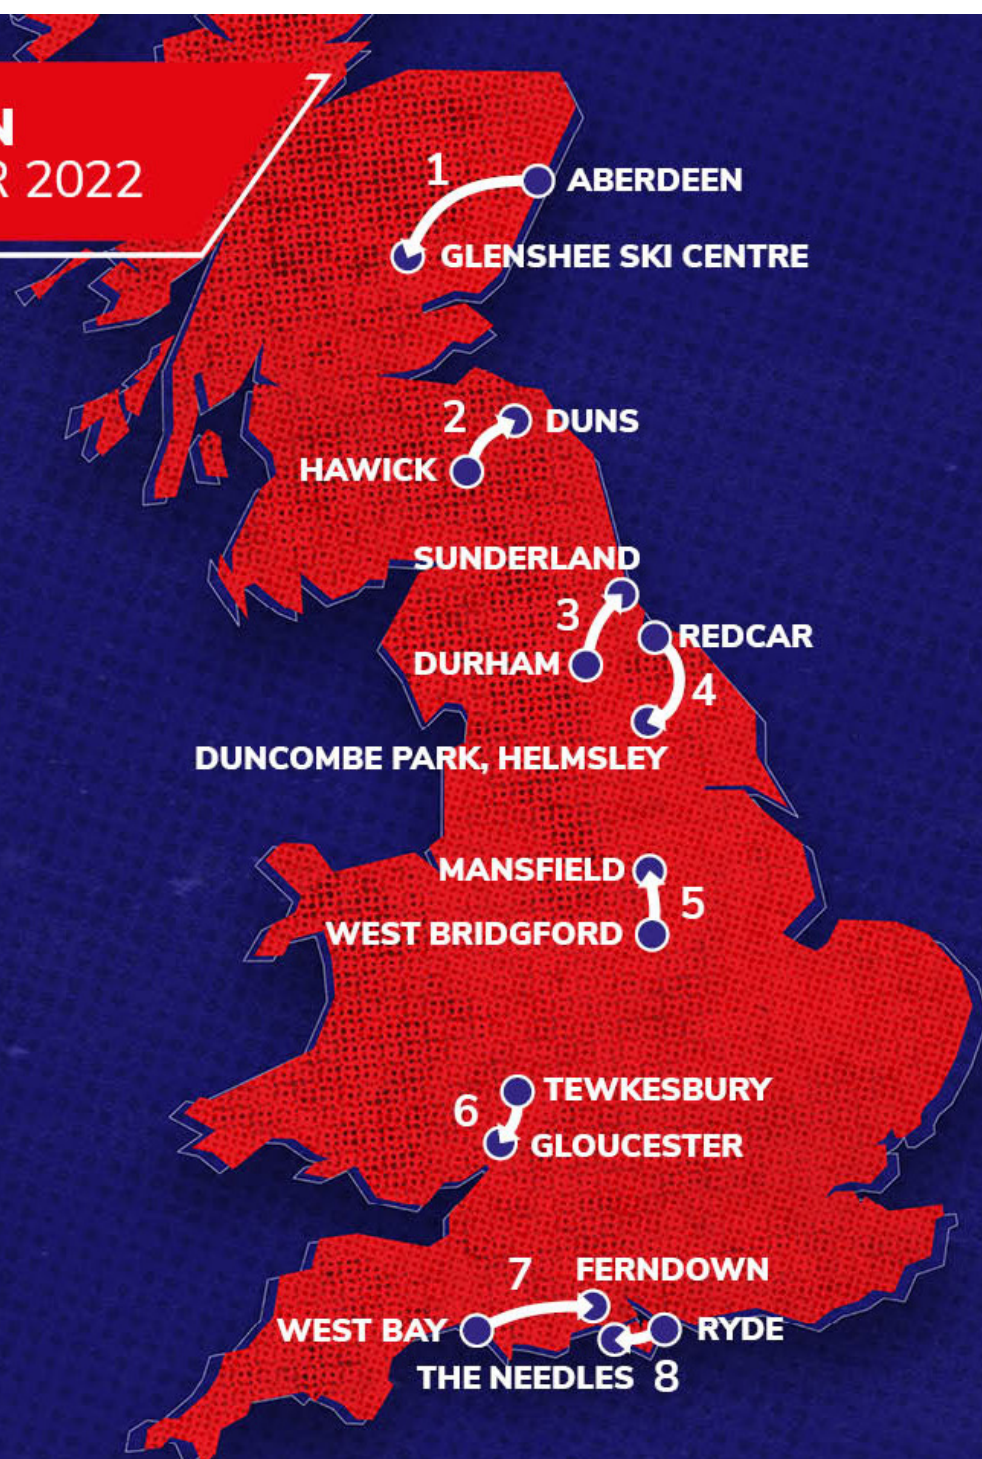 N
R 2022
1
ABERDEEN
GLENSHEE SKI CENTRE
2
DUNS
HAWICK
SUNDERLAND
3
REDCAR
DURHAM
4
DUNCOMBE PARK, HELMSLEY
MANSFIELD
5
WEST BRIDGFORD
TEWKESBURY
6
GLOUCESTER
7
FERNDOWN
WEST BAY
RYDE
THE NEEDLES
8